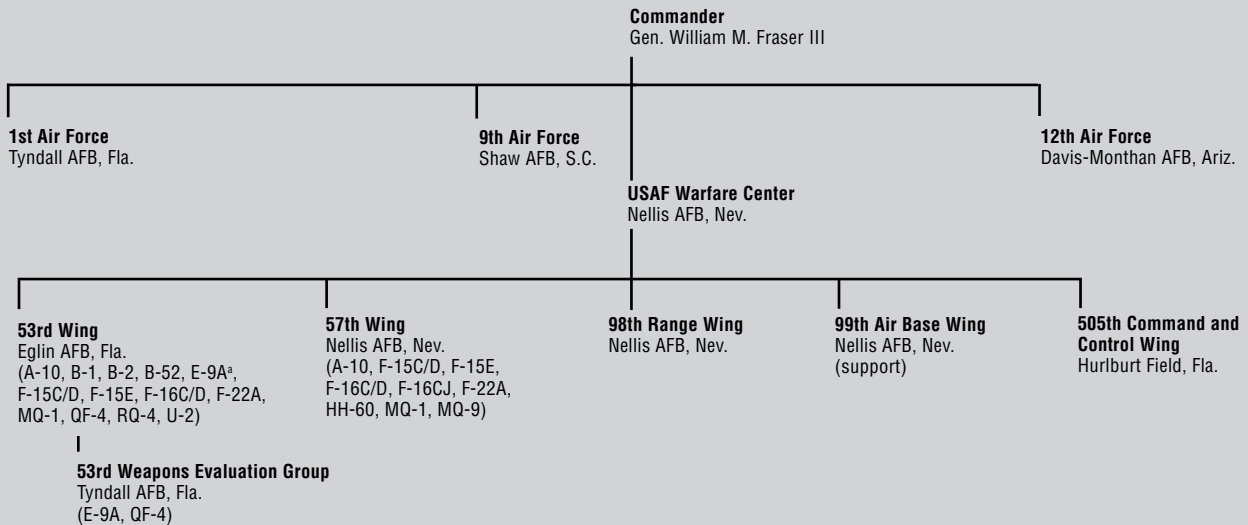 Commander
Gen. William M. Fraser III
1st Air Force
Tyndall AFB, Fla.
9th Air Force
Shaw AFB, S.C.
12th Air Force
Davis-Monthan AFB, Ariz.
USAF Warfare Center
Nellis AFB, Nev.
53rd Wing
Eglin AFB, Fla.
(A-10, B-1, B-2, B-52, E-9Aª,
F-15C/D, F-15E, F-16C/D, F-22A,
MQ-1, QF-4, RQ-4, U-2)
53rd Weapons Evaluation Group
Tyndall AFB, Fla.
(E-9A, QF-4)
57th Wing
Nellis AFB, Nev.
(A-10, F-15C/D, F-15E,
F-16C/D, F-16CJ, F-22A,
HH-60, MQ-1, MQ-9)
98th Range Wing
Nellis AFB, Nev.
99th Air Base Wing
Nellis AFB, Nev.
(support)
505th Command and
Control Wing
Hurlburt Field, Fla.